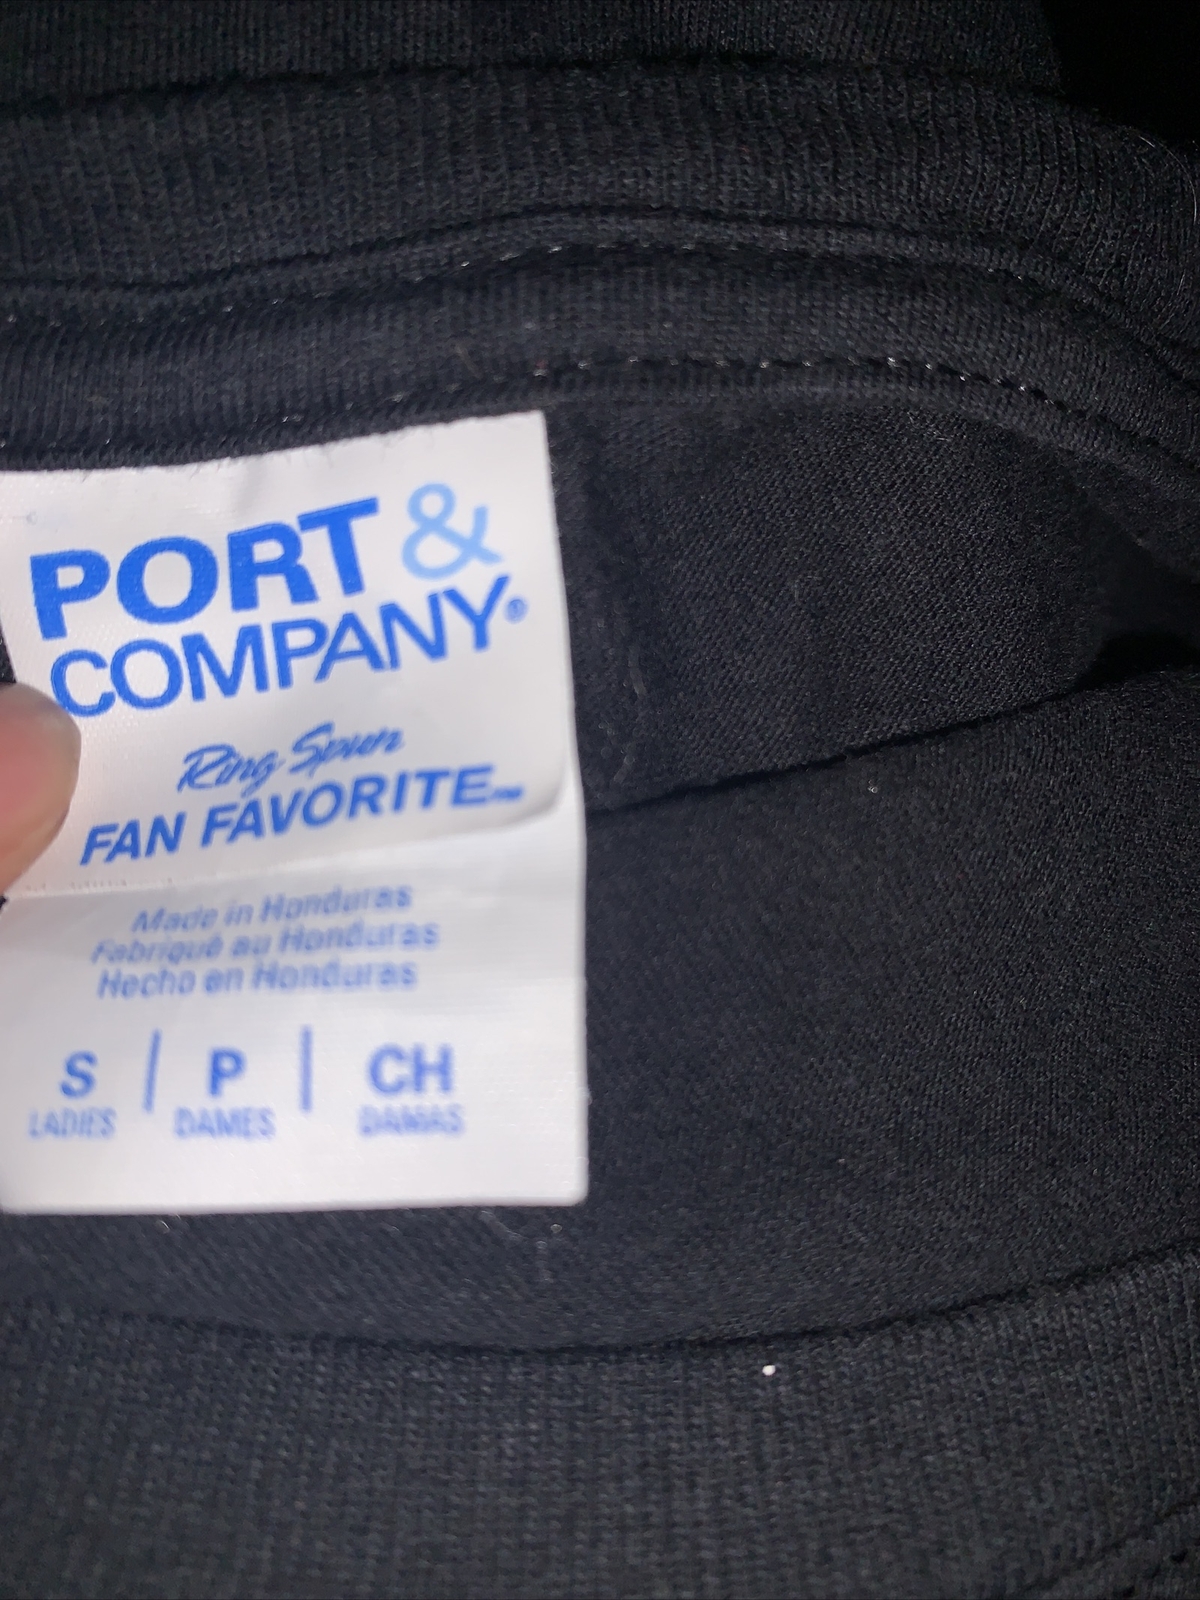 PORT &
COMPANY®
Ring Spun
FAN FAVORITE™
Made in Honduras
Fabriqué au Honduras
Hecho en Honduras
S | P | CH
LADIES DAMES DAMAS